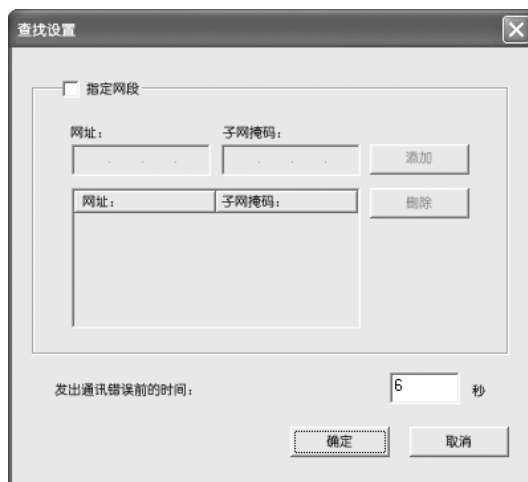 查找设置
指定网段
网址: 子网掩码:
. . . . . . 添加
网址: 子网掩码: 删除
发出通讯错误前的时间: 6 秒
确定 取消